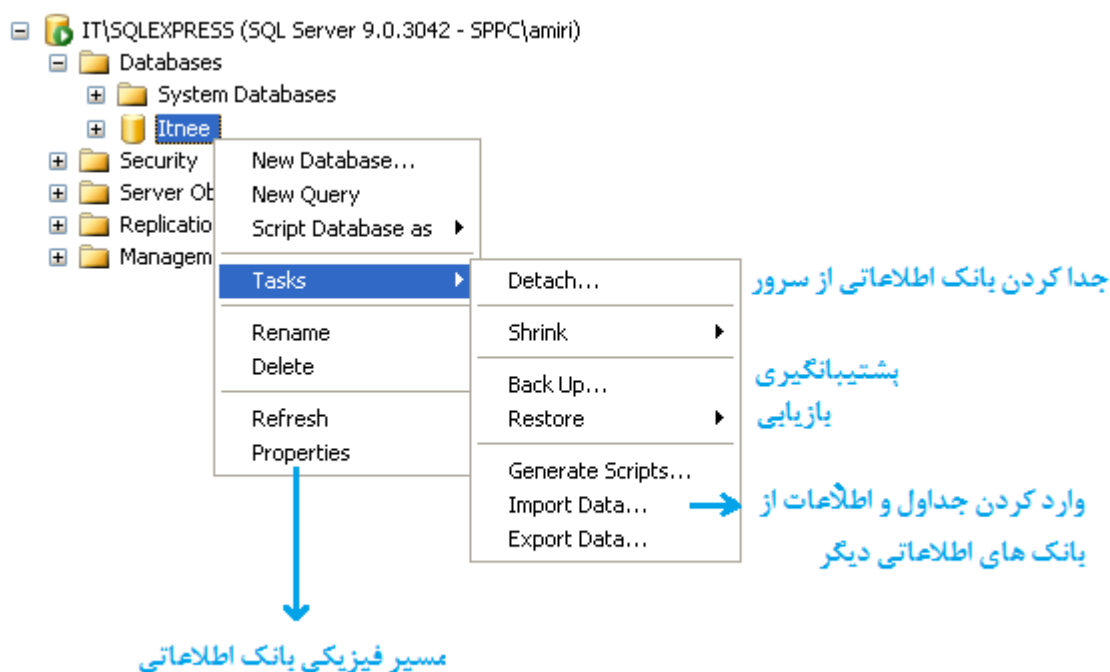 IT\SQLEXPRESS (SQL Server 9.0.3042 - SPPC\amiri)
Databases
System Databases
Itnee
Security
Server Ob
Replicatio
Managem
New Database...
New Query
Script Database as
Tasks
Rename
Delete
Refresh
Properties
Detach...
Shrink
Back Up...
Restore
Generate Scripts...
Import Data...
Export Data...
جدا کردن بانک اطلاعاتی از سرور
پشتیبانگیری
بازیابی
وارد کردن جداول و اطلاعات از
بانک های اطلاعاتی دیگر
مسیر فیزیکی بانک اطلاعاتی